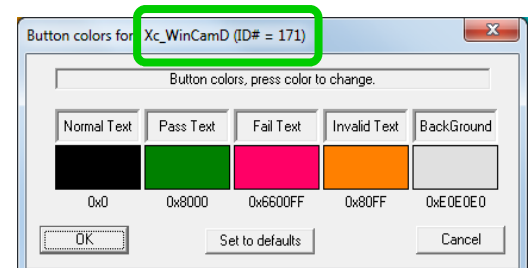 Button colors for Xc_WinCamD (ID# = 171)
Button colors, press color to change.
Normal Text Pass Text Fail Text Invalid Text BackGround
0x0 0x8000 0x6600FF 0x80FF 0xE0E0E0
OK Set to defaults Cancel